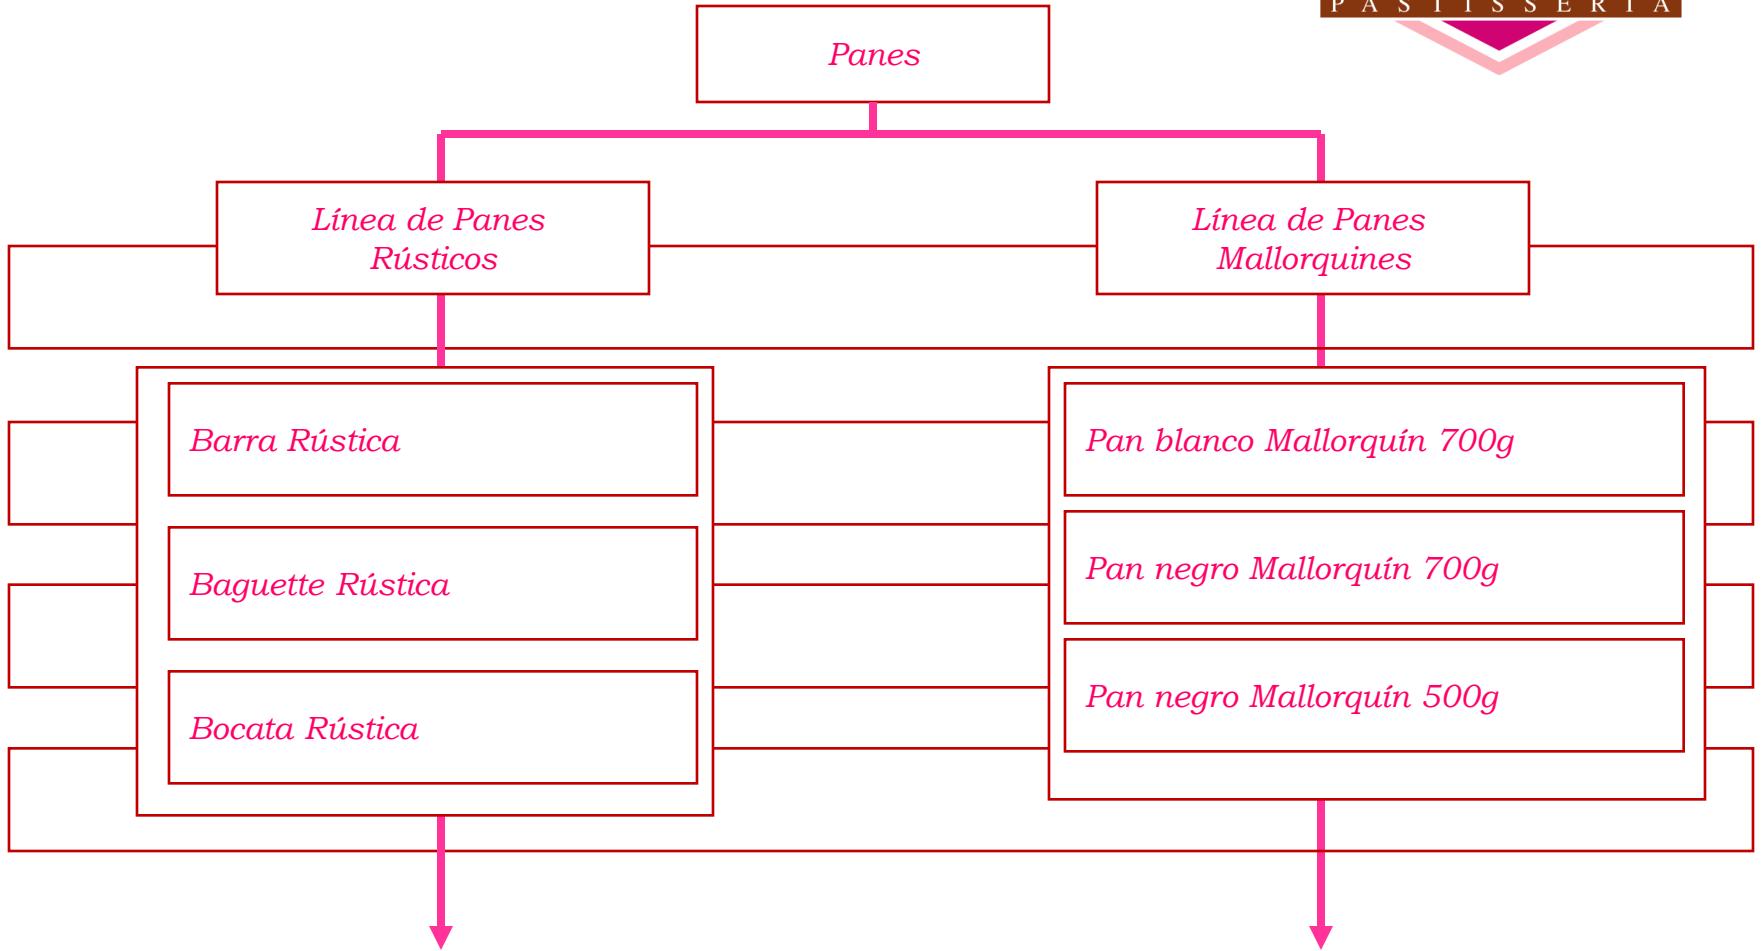 PASTISSERIA
Panes
Línea de Panes
Rústicos
Línea de Panes
Mallorquines
Barra Rústica
Baguette Rústica
Bocata Rústica
Pan blanco Mallorquín 700g
Pan negro Mallorquín 700g
Pan negro Mallorquín 500g